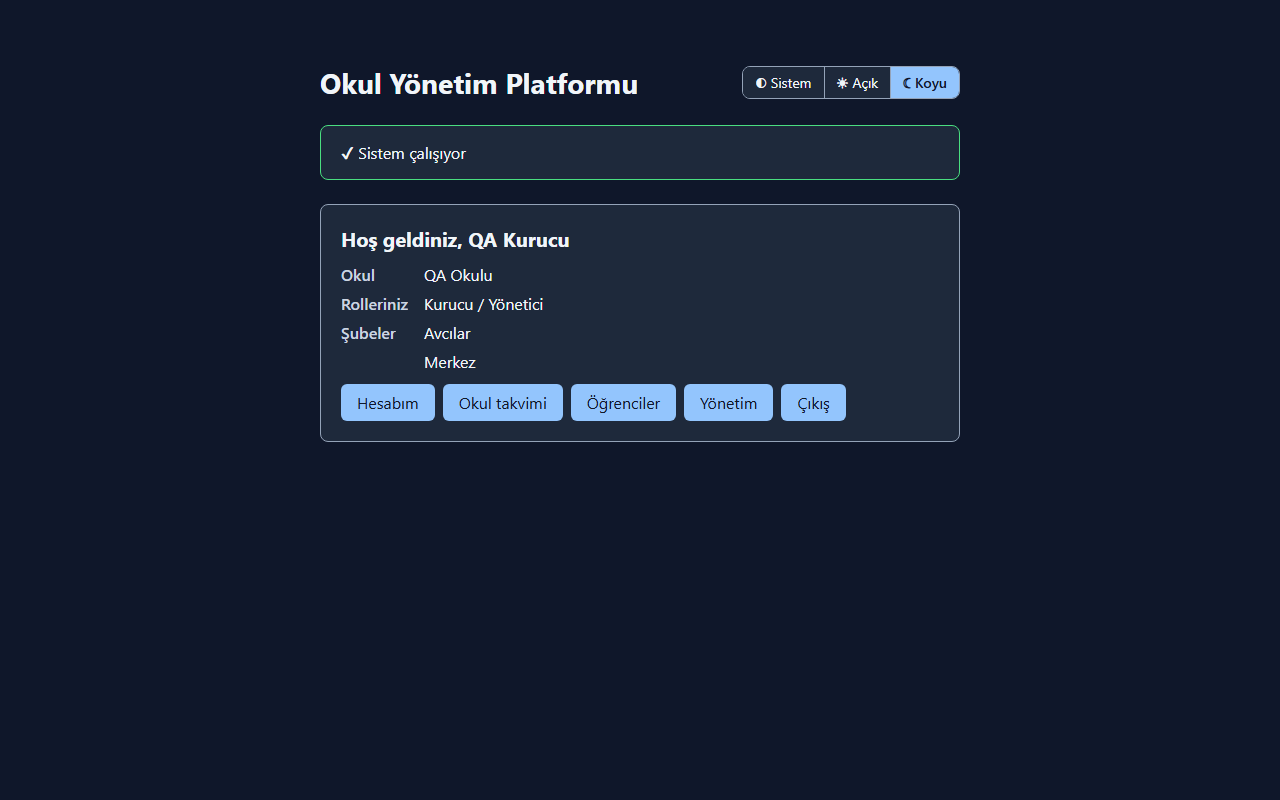 Okul Yönetim Platformu
◐ Sistem ☀ Açık ☾ Koyu
✔ Sistem çalışıyor
Hoş geldiniz, QA Kurucu
Okul QA Okulu
Rolleriniz Kurucu / Yönetici
Şubeler Avcılar
Merkez
Hesabım Okul takvimi Öğrenciler Yönetim Çıkış